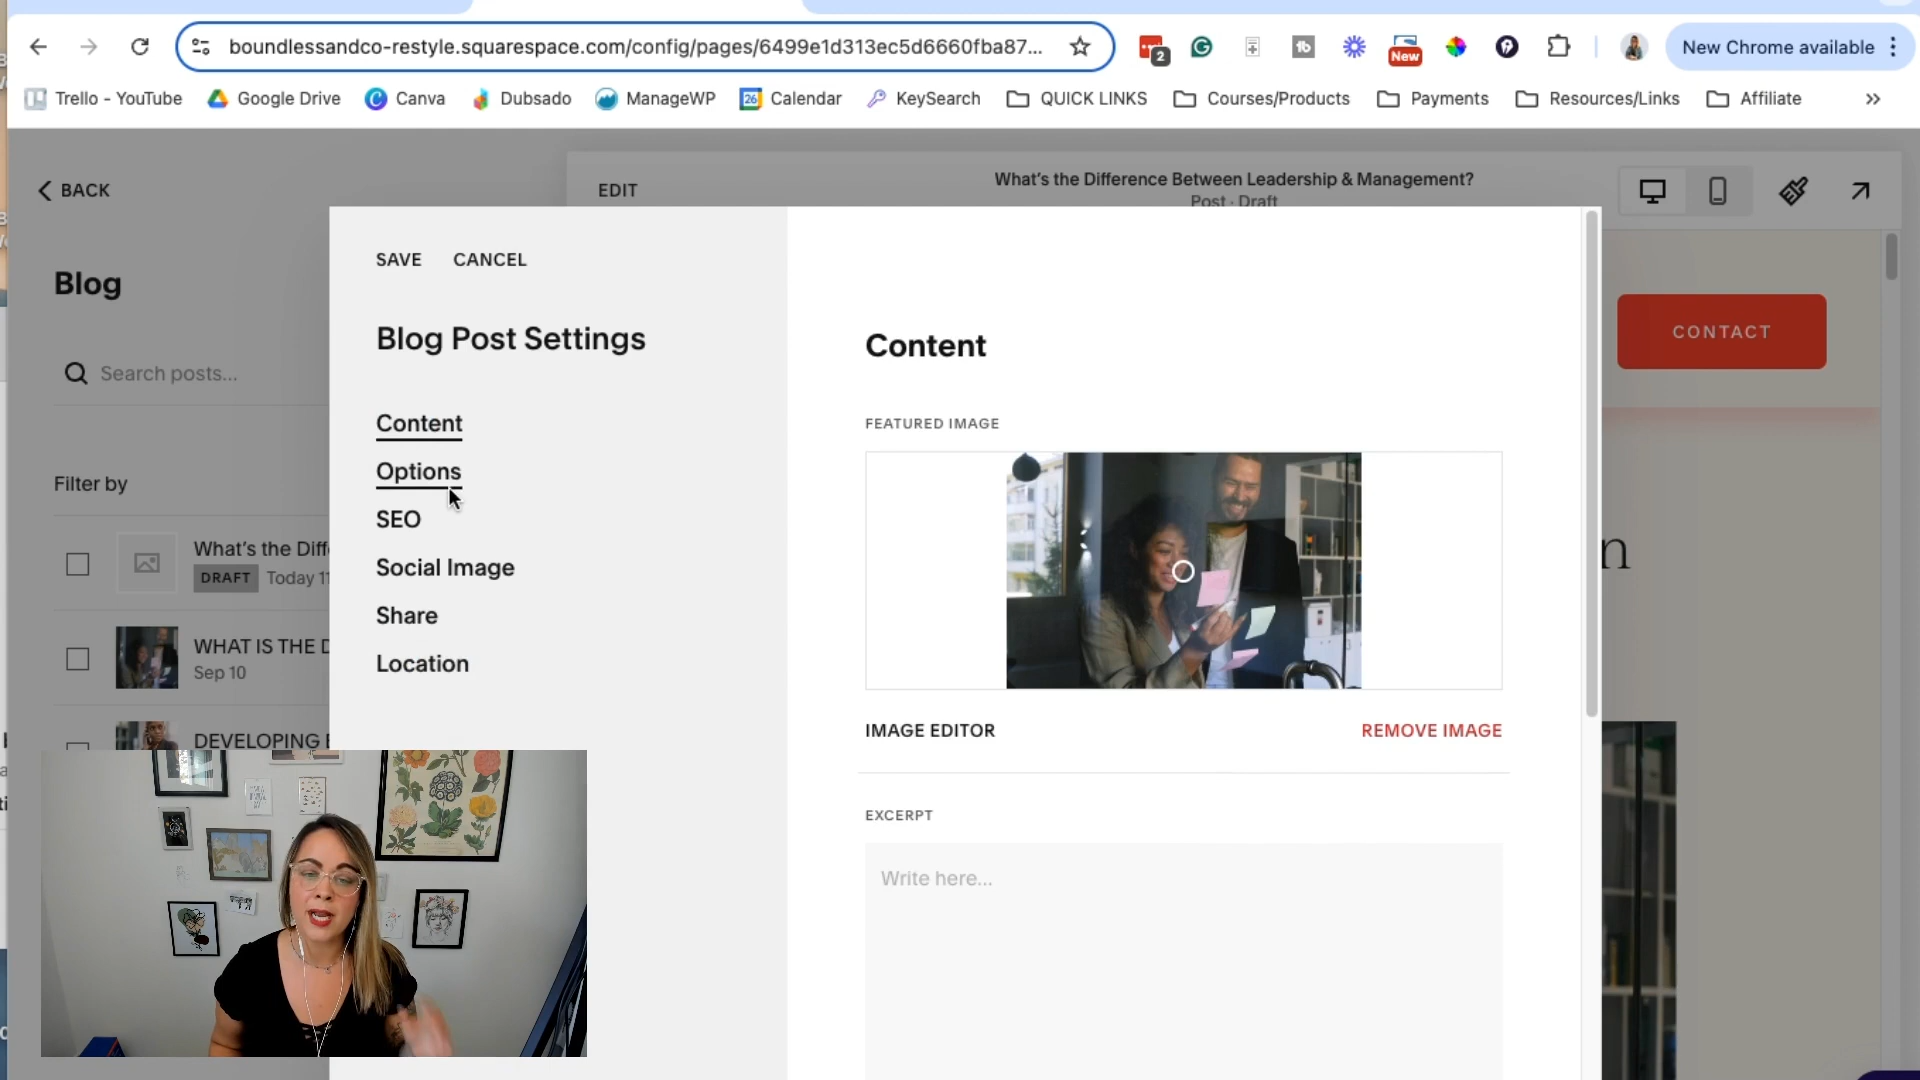 boundlessandco-restyle.squarespace.com/config/pages/6499e1d313ec5d6660fba87...
2
New
New Chrome available
Trello - YouTube
Google Drive
Canva
Dubsado
ManageWP
26
Calendar
KeySearch
QUICK LINKS
Courses/Products
Payments
Resources/Links
Affiliate
BACK
EDIT
What's the Difference Between Leadership & Management?
Post · Draft
Blog
Search posts...
Filter by
What's the Diff
DRAFT
Today 11
WHAT IS THE D
Sep 10
DEVELOPING
SAVE
CANCEL
Blog Post Settings
Content
Options
SEO
Social Image
Share
Location
Content
FEATURED IMAGE
IMAGE EDITOR
REMOVE IMAGE
EXCERPT
Write here...
CONTACT
n